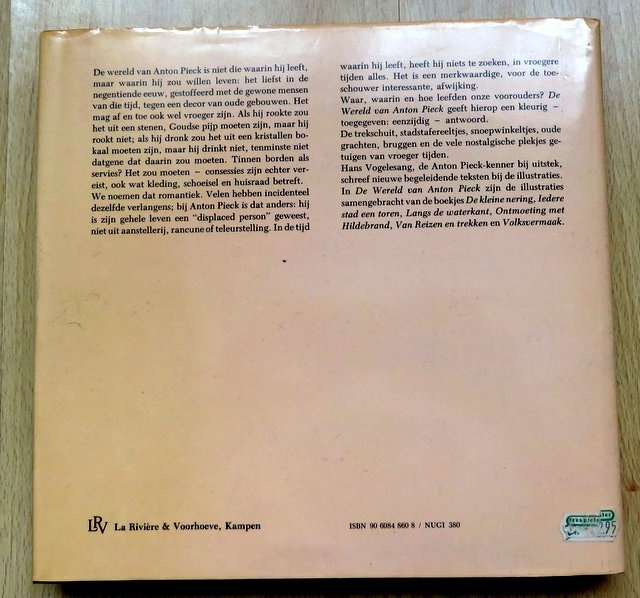 De wereld van Anton Pieck is niet die waarin hij leeft,
maar waarin hij zou willen leven: het liefst in de
negentiende eeuw, gestoffeerd met de gewone mensen
van die tijd, tegen een decor van oude gebouwen. Het
mag af en toe ook wel vroeger zijn. Als hij rookte zou
het uit een stenen, Goudse pijp moeten zijn, maar hij
rookt niet; als hij dronk zou het uit een kristallen bo-
kaal moeten zijn, maar hij drinkt niet, tenminste niet
datgene dat daarin zou moeten. Tinnen borden als
servies? Het zou moeten – consessies zijn echter ver-
eist, ook wat kleding, schoeisel en huisraad betreft.
We noemen dat romantiek. Velen hebben incidenteel
dezelfde verlangens; bij Anton Pieck is dat anders: hij
is zijn gehele leven een "displaced person" geweest,
niet uit aanstellerij, rancune of teleurstelling. In de tijd
waarin hij leeft, heeft hij niets te zoeken, in vroegere
tijden alles. Het is een merkwaardige, voor de toe-
schouwer interessante, afwijking.
Waar, waarin en hoe leefden onze voorouders? De
Wereld van Anton Pieck geeft hierop een kleurig –
toegegeven: eenzijdig – antwoord.
De trekschuit, stadstafereeltjes, snoepwinkeltjes, oude
grachten, bruggen en de vele nostalgische plekjes ge-
tuigen van vroeger tijden.
Hans Vogelesang, de Anton Pieck-kenner bij uitstek,
schreef nieuwe begeleidende teksten bij de illustraties.
In De Wereld van Anton Pieck zijn de illustraties
samengebracht van de boekjes De kleine nering, Iedere
stad een toren, Langs de waterkant, Ontmoeting met
Hildebrand, Van Reizen en trekken en Volksvermaak.
LRV La Rivière & Voorhoeve, Kampen
ISBN 90 6084 860 8 / NUGI 380
95